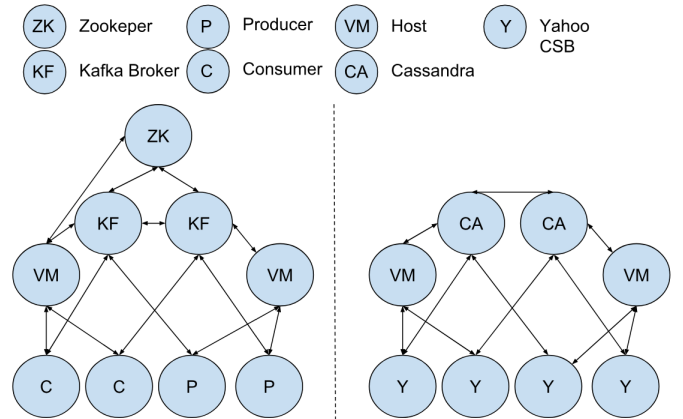 ZK Zookeper P Producer VM Host Y Yahoo
CSB
KF Kafka Broker C Consumer CA Cassandra
ZK
KF KF CA CA
VM VM VM VM
C C P P Y Y Y Y